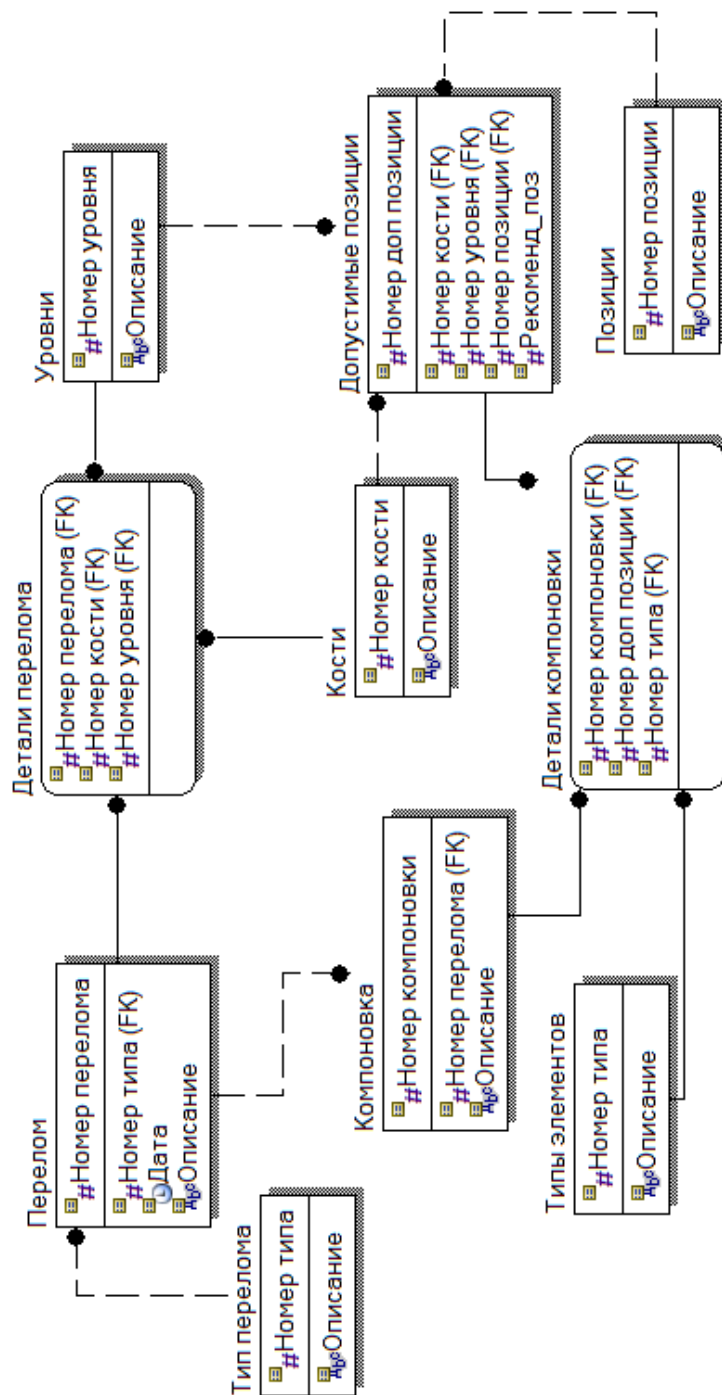 Тип перелома
#Номер типа
Описание
Перелом
#Номер перелома
#Номер типа (FK)
Дата
Описание
Детали перелома
#Номер перелома (FK)
#Номер кости (FK)
#Номер уровня (FK)
Уровни
#Номер уровня
Описание
Компоновка
#Номер компоновки
#Номер перелома (FK)
Описание
Кости
#Номер кости
Описание
Допустимые позиции
#Номер доп позиции
#Номер кости (FK)
#Номер уровня (FK)
#Номер позиции (FK)
#Рекоменд_поз
Типы элементов
#Номер типа
Описание
Детали компоновки
#Номер компоновки (FK)
#Номер доп позиции (FK)
#Номер типа (FK)
Позиции
#Номер позиции
Описание